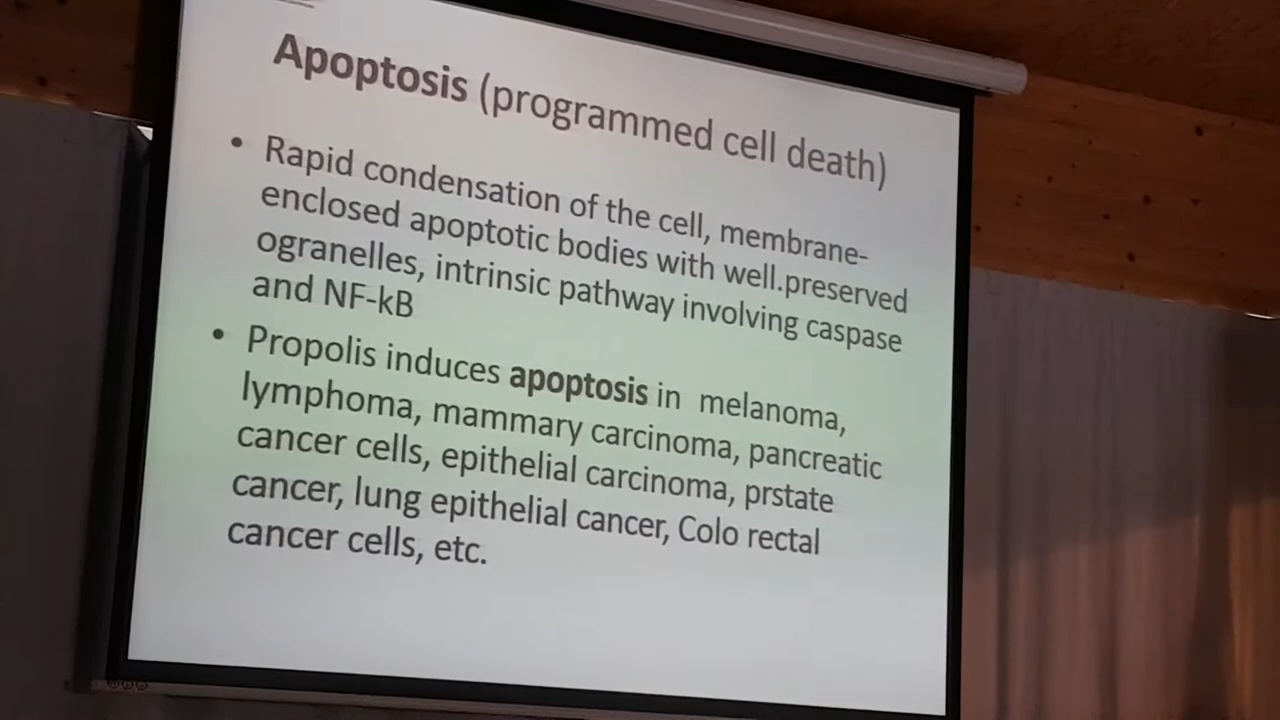 Apoptosis (programmed cell death)
• Rapid condensation of the cell, membrane-
enclosed apoptotic bodies with well.preserved
ogranelles, intrinsic pathway involving caspase
and NF-kB
• Propolis induces apoptosis in melanoma,
lymphoma, mammary carcinoma, pancreatic
cancer cells, epithelial carcinoma, prstate
cancer, lung epithelial cancer, Colo rectal
cancer cells, etc.